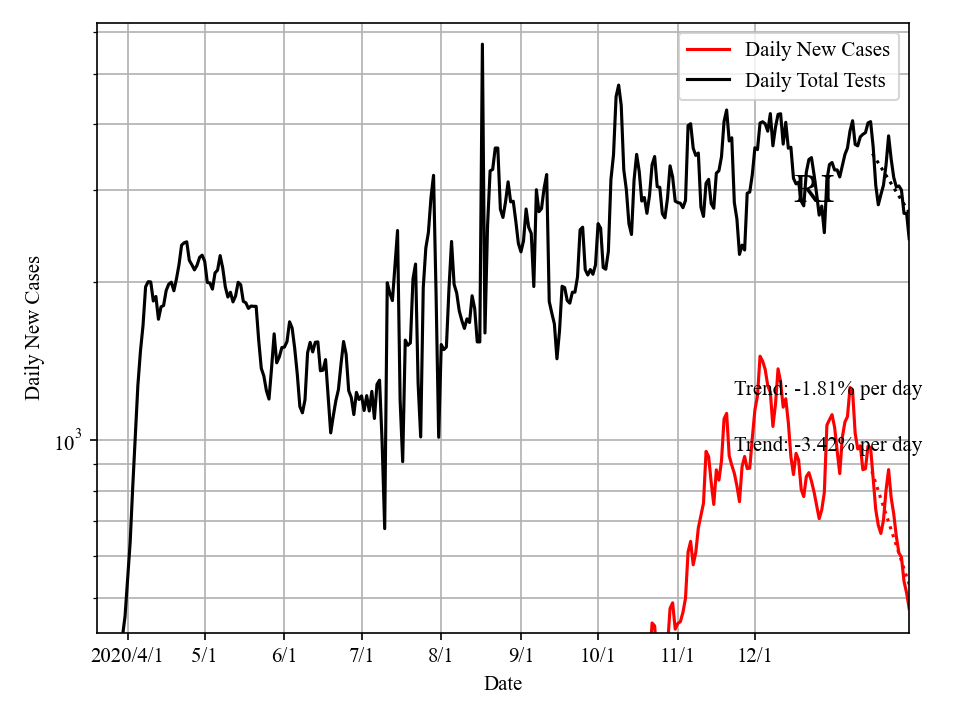 Daily New Cases
Daily Total Tests
RI
Trend: -1.81% per day
Trend: -3.42% per day
Daily New Cases
10^3
2020/4/1 5/1 6/1 7/1 8/1 9/1 10/1 11/1 12/1
Date